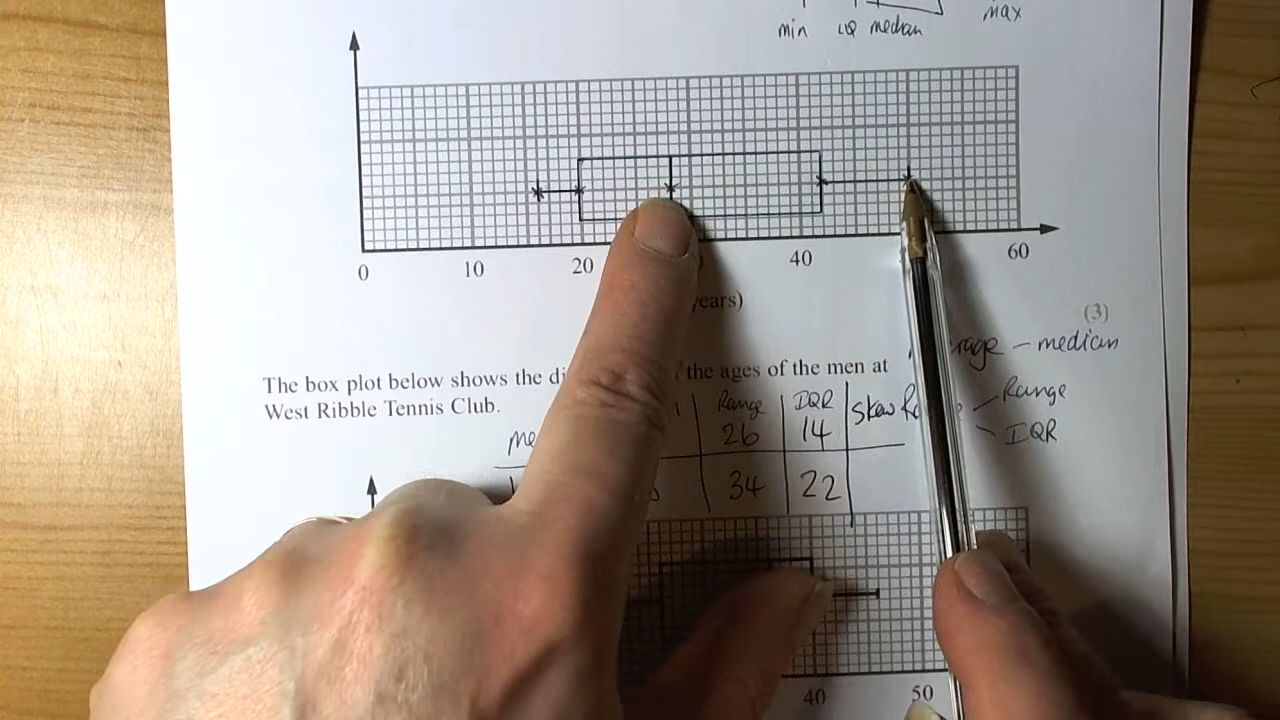 max
min LQ median
0 10 20 40 60
years)
(3)
median
The box plot below shows the the ages of the men at
West Ribble Tennis Club.
Range IQR Skew Range
26 14 IQR
34 22
40 50